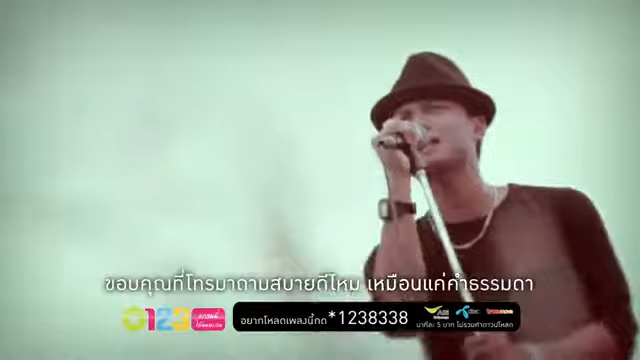 ขอบคุณที่โทรมาถามสบายดีไหม เหมือนแค่คำธรรมดา
*123
อยากโหลดเพลงนี้กด*1238338
dtac
นาทีละ 5 บาท ไม่รวมค่าดาวน์โหลด